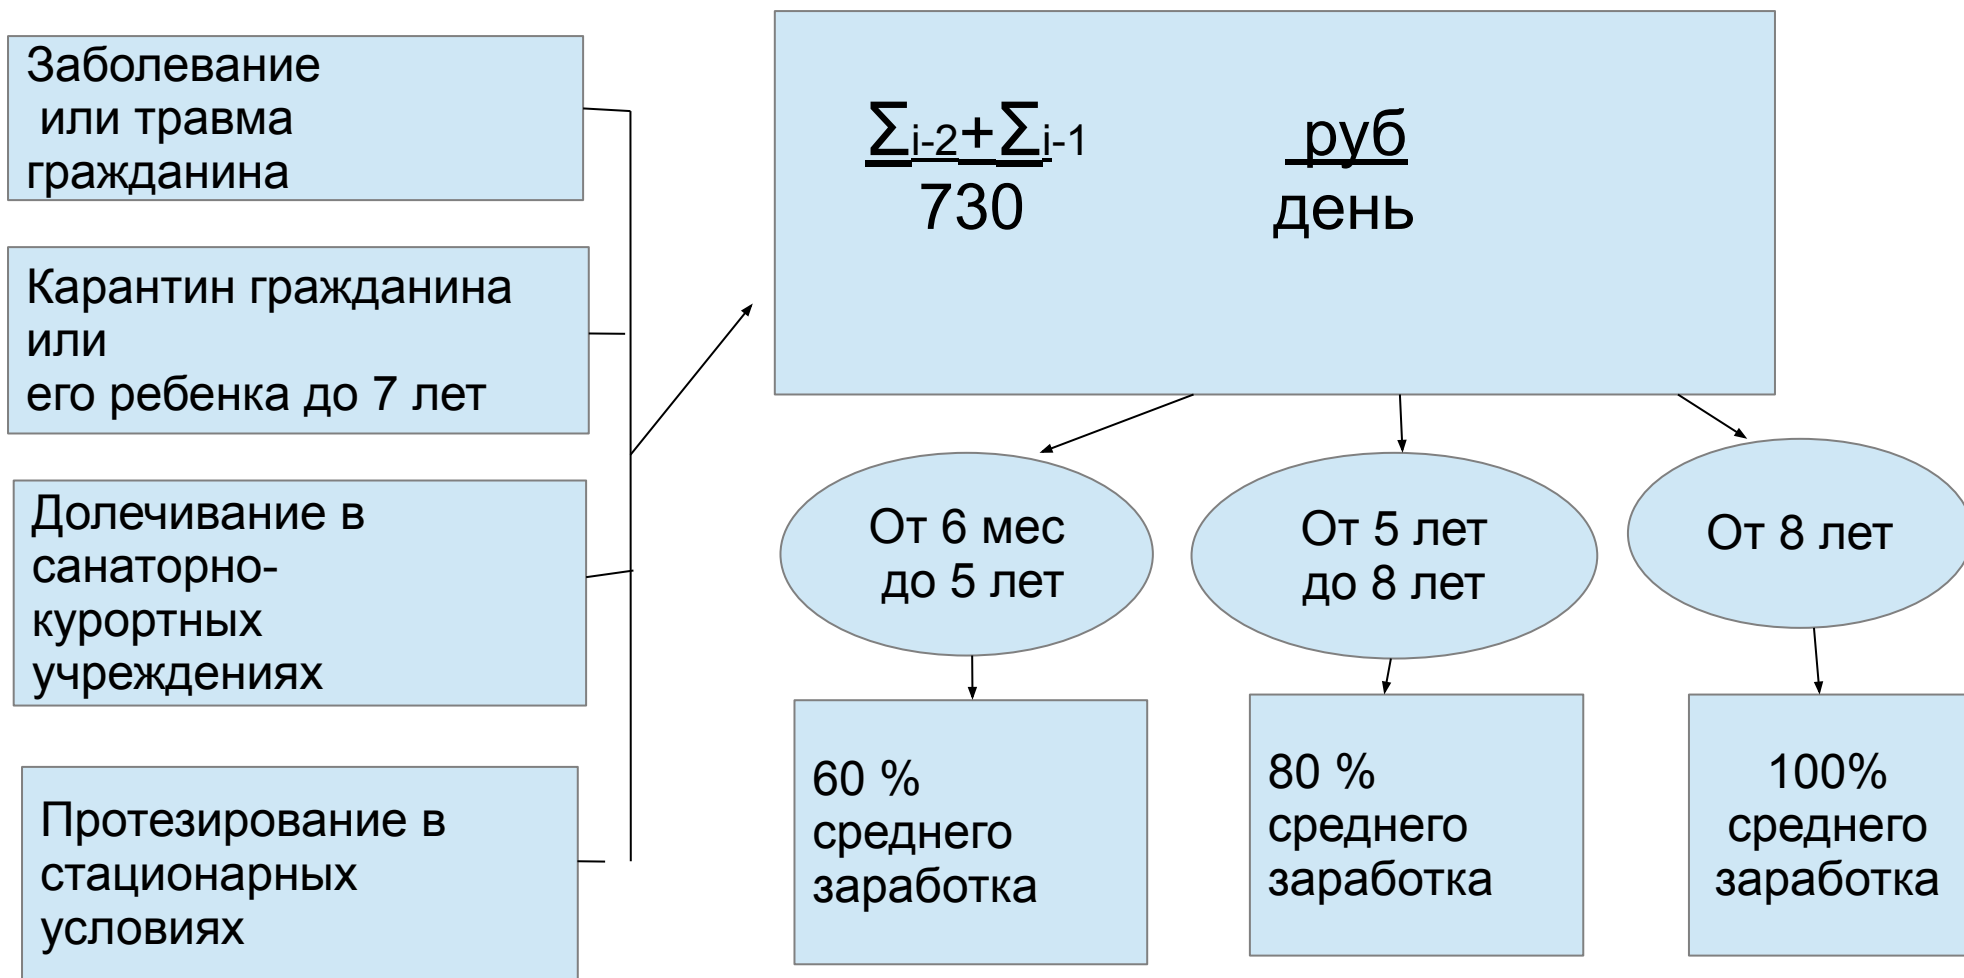 Заболевание
или травма
гражданина
Карантин гражданина
или
его ребенка до 7 лет
Долечивание в
санаторно-
курортных
учреждениях
Протезирование в
стационарных
условиях
Σi-2+Σi-1 руб
730 день
От 6 мес
до 5 лет
От 5 лет
до 8 лет
От 8 лет
60 %
среднего
заработка
80 %
среднего
заработка
100%
среднего
заработка